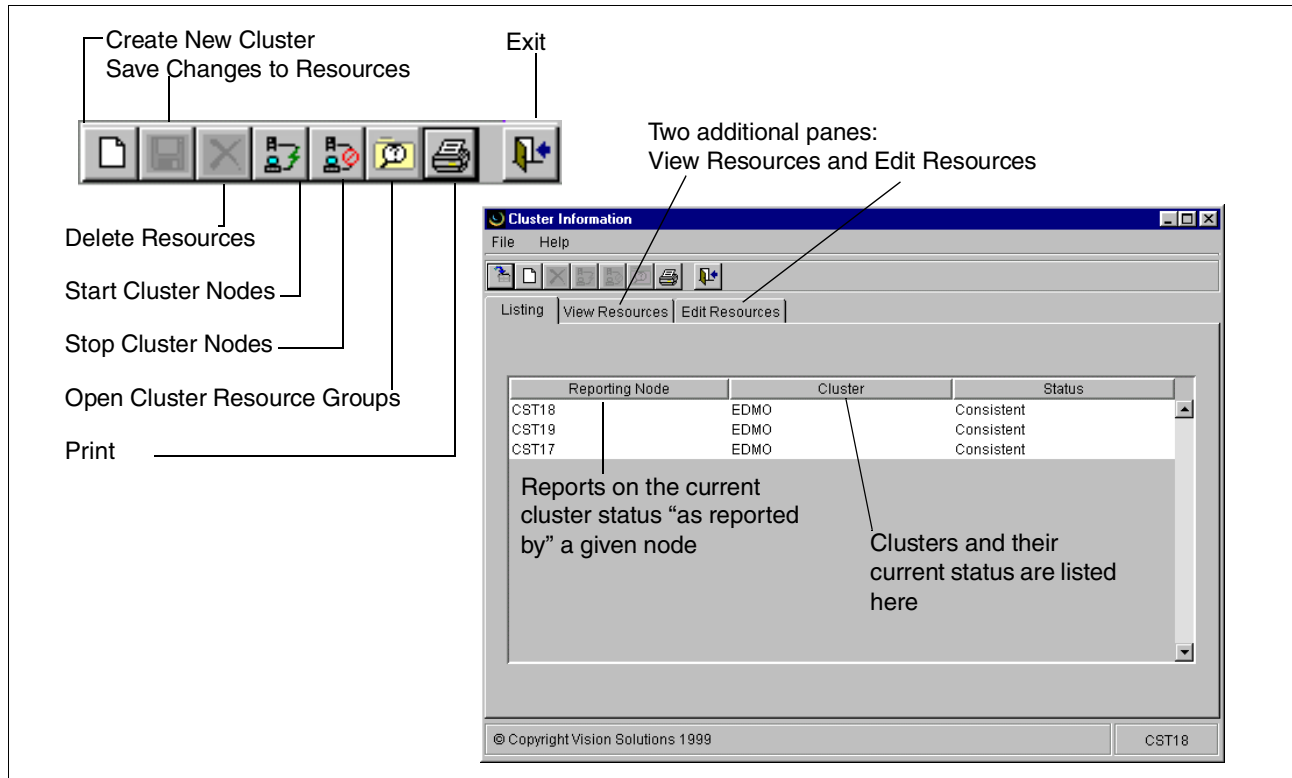 Create New Cluster
Save Changes to Resources
Exit
Two additional panes:
View Resources and Edit Resources
Delete Resources
Start Cluster Nodes
Stop Cluster Nodes
Open Cluster Resource Groups
Print
Cluster Information
File Help
Listing View Resources Edit Resources
Reporting Node Cluster Status
CST18 EDMO Consistent
CST19 EDMO Consistent
CST17 EDMO Consistent
Reports on the current
cluster status “as reported
by” a given node
Clusters and their
current status are listed
here
© Copyright Vision Solutions 1999 CST18